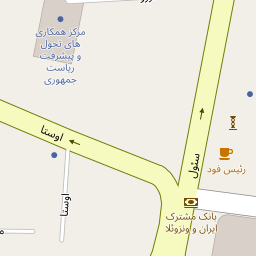 مرکز همکاری
های تحول
و پیشرفت
ریاست
جمهوری
اوستا
سئول
رئیس فود
اوستا
بانک مشترک
ایران و ونزوئلا